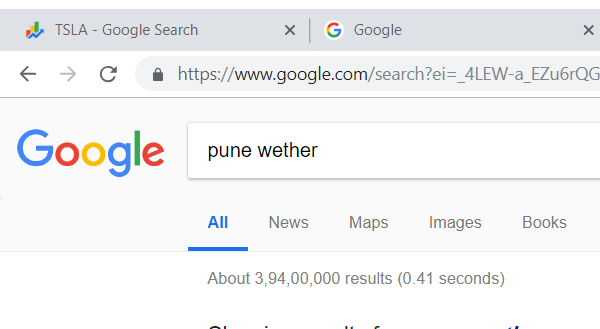 TSLA - Google Search Google
https://www.google.com/search?ei=_4LEW-a_EZu6rQG
Google
pune wether
All News Maps Images Books
About 3,94,00,000 results (0.41 seconds)